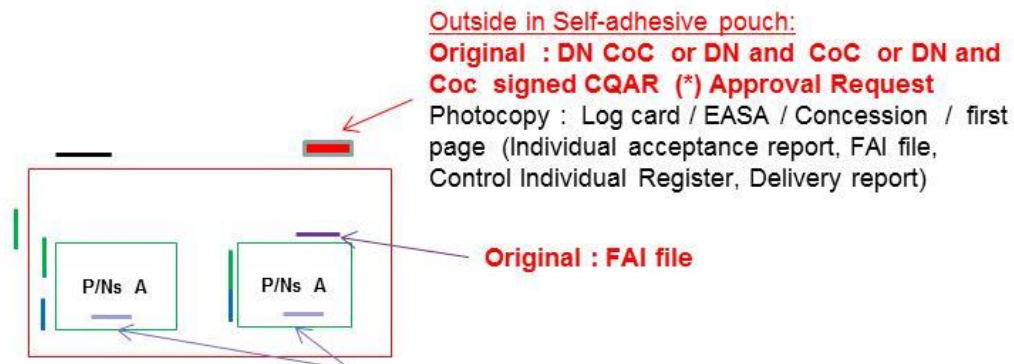 Outside in Self-adhesive pouch:
Original : DN CoC or DN and CoC or DN and
Coc signed CQAR (*) Approval Request
Photocopy : Log card / EASA / Concession / first
page (Individual acceptance report, FAI file,
Control Individual Register, Delivery report)
Original : FAI file
P/Ns A
P/Ns A